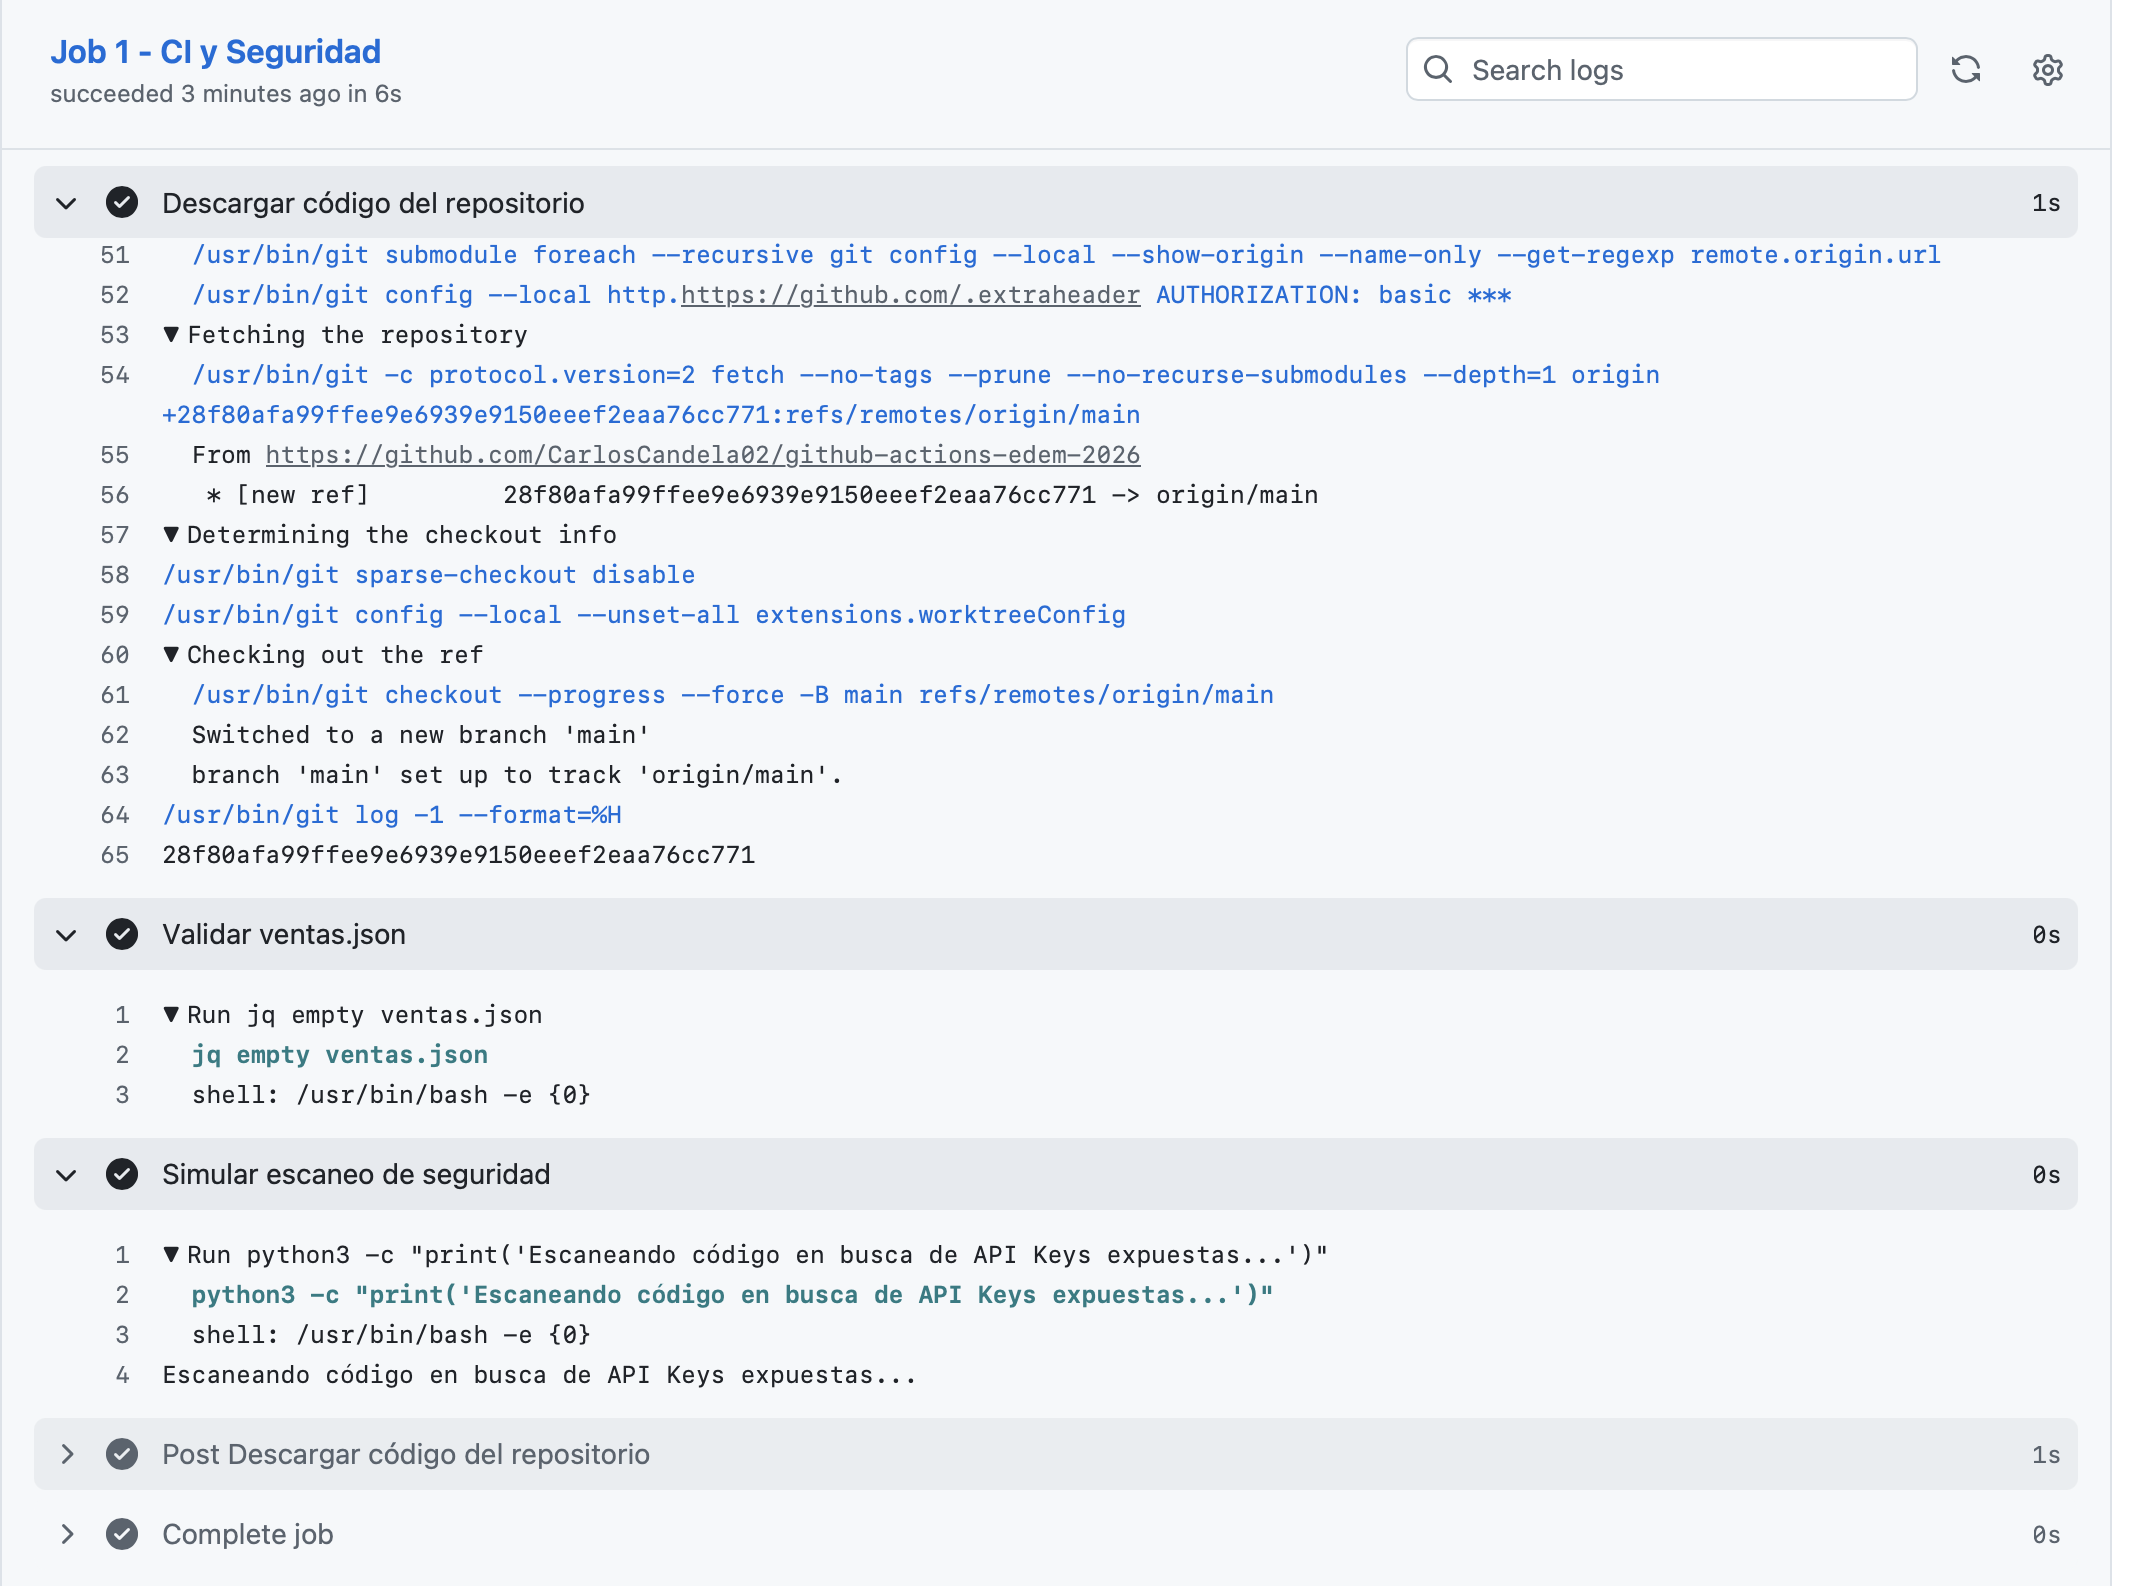 Job 1 - CI y Seguridad
succeeded 3 minutes ago in 6s
Search logs
Descargar código del repositorio 1s
51 /usr/bin/git submodule foreach --recursive git config --local --show-origin --name-only --get-regexp remote.origin.url
52 /usr/bin/git config --local http.https://github.com/.extraheader AUTHORIZATION: basic ***
53 ▼ Fetching the repository
54 /usr/bin/git -c protocol.version=2 fetch --no-tags --prune --no-recurse-submodules --depth=1 origin
+28f80afa99ffee9e6939e9150eeef2eaa76cc771:refs/remotes/origin/main
55 From https://github.com/CarlosCandela02/github-actions-edem-2026
56 * [new ref] 28f80afa99ffee9e6939e9150eeef2eaa76cc771 -> origin/main
57 ▼ Determining the checkout info
58 /usr/bin/git sparse-checkout disable
59 /usr/bin/git config --local --unset-all extensions.worktreeConfig
60 ▼ Checking out the ref
61 /usr/bin/git checkout --progress --force -B main refs/remotes/origin/main
62 Switched to a new branch 'main'
63 branch 'main' set up to track 'origin/main'.
64 /usr/bin/git log -1 --format=%H
65 28f80afa99ffee9e6939e9150eeef2eaa76cc771
Validar ventas.json 0s
1 ▼ Run jq empty ventas.json
2 jq empty ventas.json
3 shell: /usr/bin/bash -e {0}
Simular escaneo de seguridad 0s
1 ▼ Run python3 -c "print('Escaneando código en busca de API Keys expuestas...')"
2 python3 -c "print('Escaneando código en busca de API Keys expuestas...')"
3 shell: /usr/bin/bash -e {0}
4 Escaneando código en busca de API Keys expuestas...
Post Descargar código del repositorio 1s
Complete job 0s